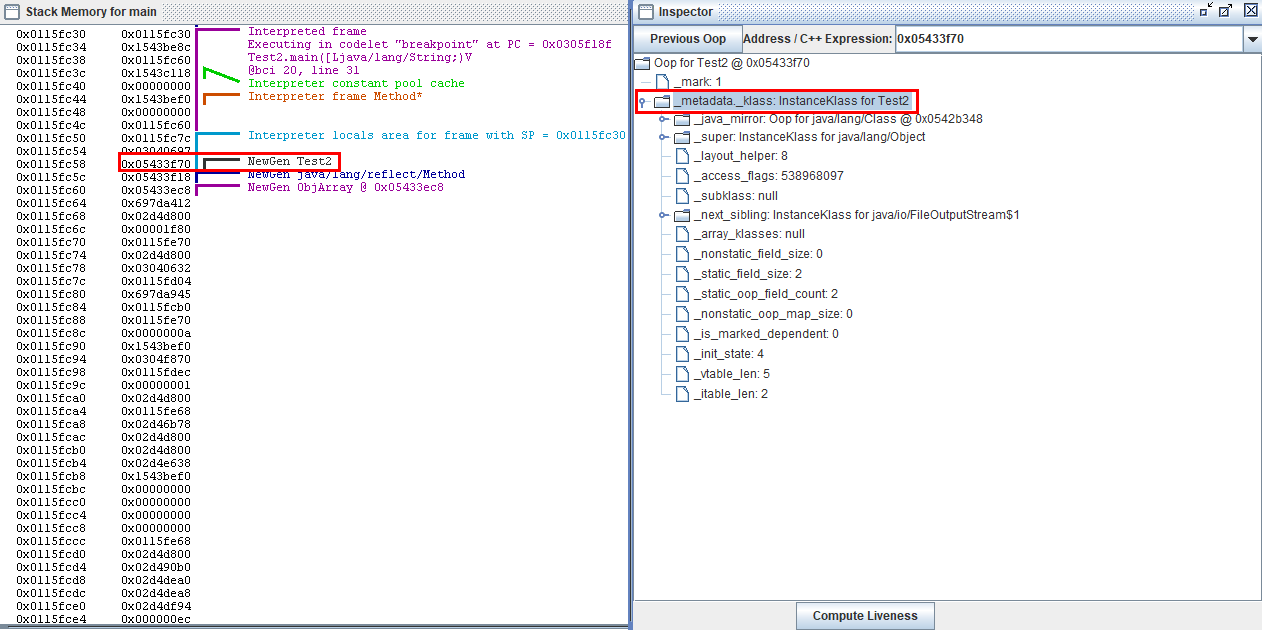 Stack Memory for main
0x0115fc30 0x0115fc30 Interpreted frame
0x0115fc34 0x1543be8c Executing in codelet "breakpoint" at PC = 0x0305f18f
0x0115fc38 0x0115fc60 Test2.main([Ljava/lang/String;)V
0x0115fc3c 0x1543c118 @bci 20, line 31
0x0115fc40 0x00000000 Interpreter constant pool cache
0x0115fc44 0x1543bef0 Interpreter frame Method*
0x0115fc48 0x00000000
0x0115fc4c 0x0115fc60
0x0115fc50 0x0115fc7c Interpreter locals area for frame with SP = 0x0115fc30
0x0115fc54 0x03040697
0x0115fc58 0x05433f70 NewGen Test2
0x0115fc5c 0x05433f18 NewGen java/lang/reflect/Method
0x0115fc60 0x05433ec8 NewGen ObjArray @ 0x05433ec8
0x0115fc64 0x697da412
0x0115fc68 0x02d4d800
0x0115fc6c 0x00001f80
0x0115fc70 0x0115fe70
0x0115fc74 0x02d4d800
0x0115fc78 0x03040632
0x0115fc7c 0x0115fd04
0x0115fc80 0x697da945
0x0115fc84 0x0115fcb0
0x0115fc88 0x0115fe70
0x0115fc8c 0x0000000a
0x0115fc90 0x1543bef0
0x0115fc94 0x0304f870
0x0115fc98 0x0115fdec
0x0115fc9c 0x00000001
0x0115fca0 0x02d4d800
0x0115fca4 0x0115fe68
0x0115fca8 0x02d46b78
0x0115fcac 0x02d4d800
0x0115fcb0 0x02d4d800
0x0115fcb4 0x02d4e638
0x0115fcb8 0x1543bef0
0x0115fcbc 0x00000000
0x0115fcc0 0x00000000
0x0115fcc4 0x00000000
0x0115fcc8 0x00000000
0x0115fccc 0x0115fe68
0x0115fcd0 0x02d4d800
0x0115fcd4 0x02d490b0
0x0115fcd8 0x02d4dea0
0x0115fcdc 0x02d4dea8
0x0115fce0 0x02d4df94
0x0115fce4 0x000000ec
Inspector
Previous Oop Address / C++ Expression: 0x05433f70
Oop for Test2 @ 0x05433f70
_mark: 1
_metadata._klass: InstanceKlass for Test2
_java_mirror: Oop for java/lang/Class @ 0x0542b348
_super: InstanceKlass for java/lang/Object
_layout_helper: 8
_access_flags: 538968097
_subklass: null
_next_sibling: InstanceKlass for java/io/FileOutputStream$1
_array_klasses: null
_nonstatic_field_size: 0
_static_field_size: 2
_static_oop_field_count: 2
_nonstatic_oop_map_size: 0
_is_marked_dependent: 0
_init_state: 4
_vtable_len: 5
_itable_len: 2
Compute Liveness